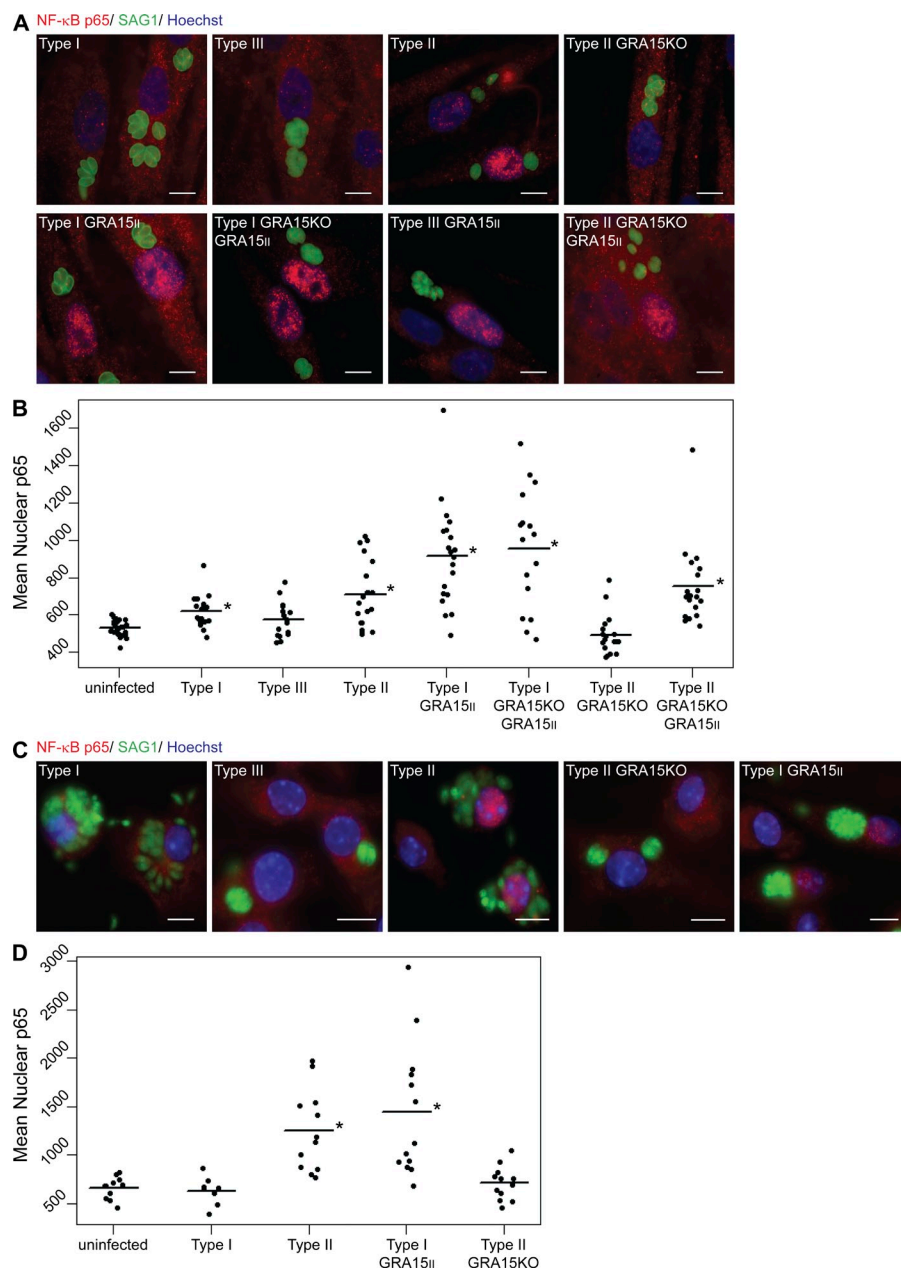 A
NF-κB p65/ SAG1/ Hoechst
Type I
Type III
Type II
Type II GRA15KO
Type I GRA15II
Type I GRA15KO
GRA15II
Type III GRA15II
Type II GRA15KO
GRA15II
B
Mean Nuclear p65
1600
1400
1200
1000
800
600
400
*
*
*
*
*
uninfected
Type I
Type III
Type II
Type I
GRA15II
Type I
GRA15KO
GRA15II
Type II
GRA15KO
Type II
GRA15KO
GRA15II
C
NF-κB p65/ SAG1/ Hoechst
Type I
Type III
Type II
Type II GRA15KO
Type I GRA15II
D
Mean Nuclear p65
3000
2500
2000
1500
1000
500
*
*
uninfected
Type I
Type II
Type I
GRA15II
Type II
GRA15KO